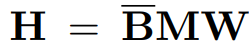 H = B̅MW